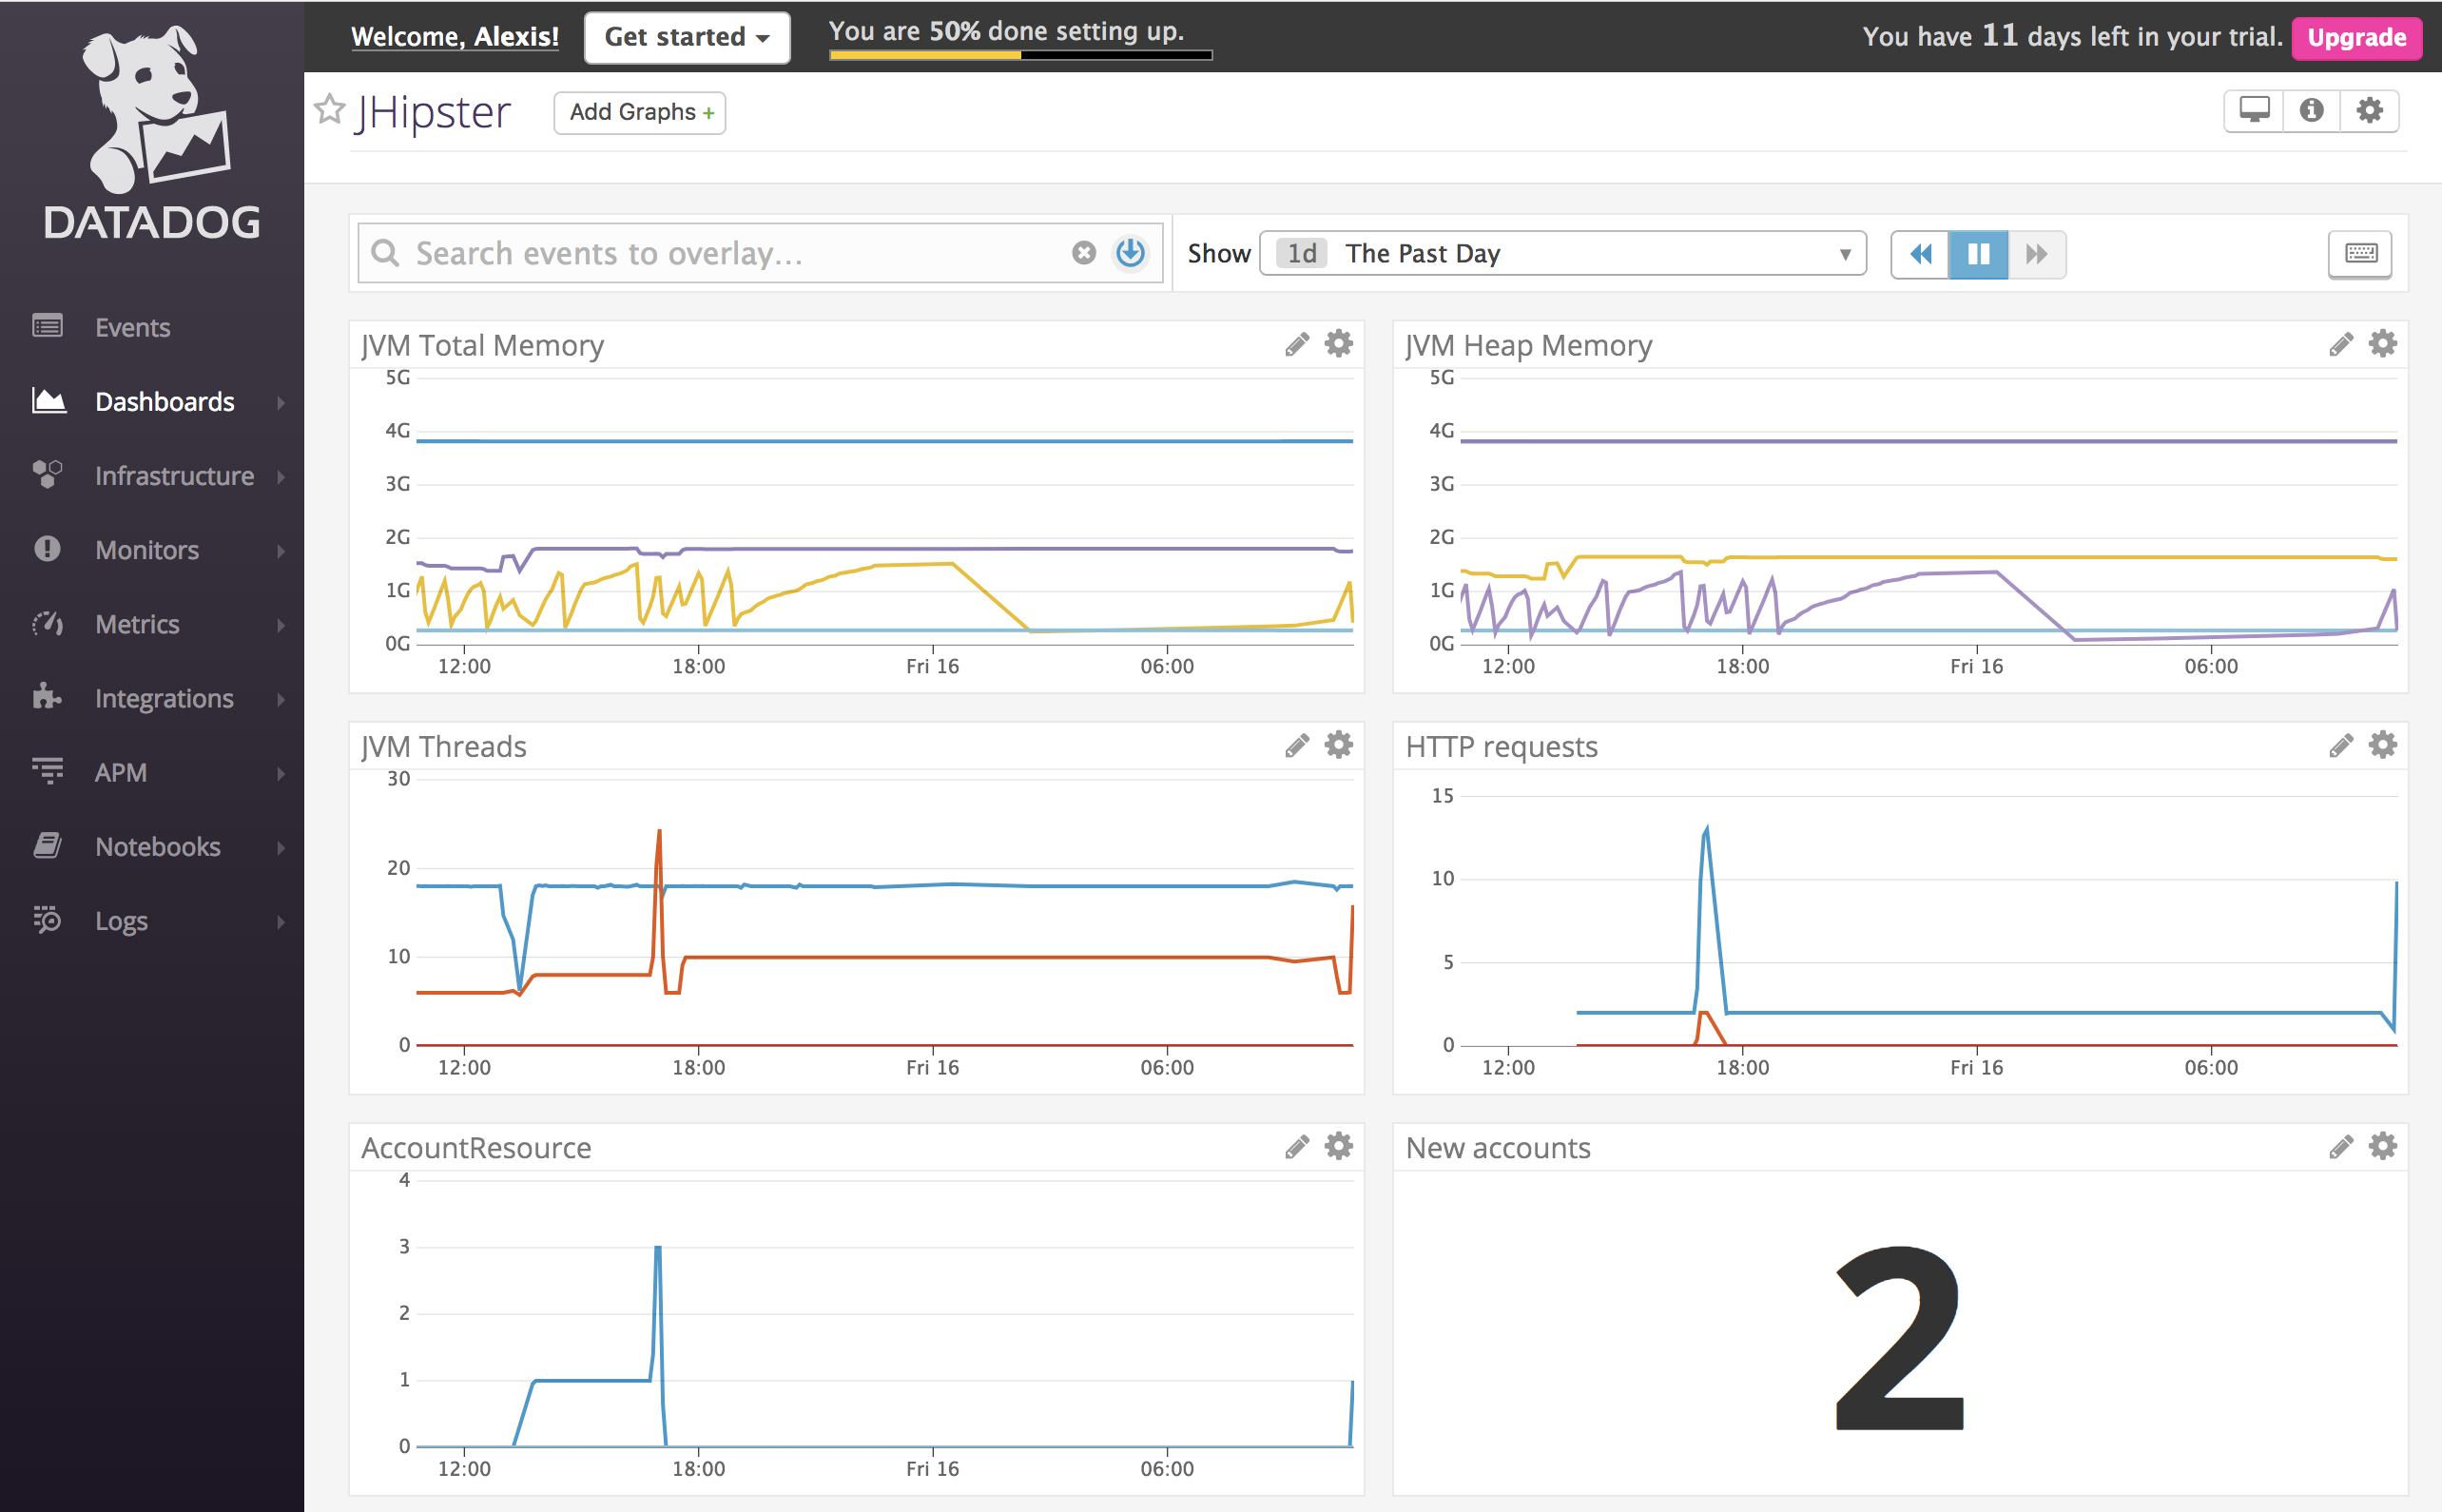 DATADOG
Events
Dashboards
Infrastructure
Monitors
Metrics
Integrations
APM
Notebooks
Logs
Welcome, Alexis!
Get started
You are 50% done setting up.
You have 11 days left in your trial.
Upgrade
JHipster
Add Graphs +
Search events to overlay...
Show
1d The Past Day
JVM Total Memory
5G
4G
3G
2G
1G
0G
12:00 18:00 Fri 16 06:00
JVM Heap Memory
5G
4G
3G
2G
1G
0G
12:00 18:00 Fri 16 06:00
JVM Threads
30
20
10
0
12:00 18:00 Fri 16 06:00
HTTP requests
15
10
5
0
12:00 18:00 Fri 16 06:00
AccountResource
4
3
2
1
0
12:00 18:00 Fri 16 06:00
New accounts
2